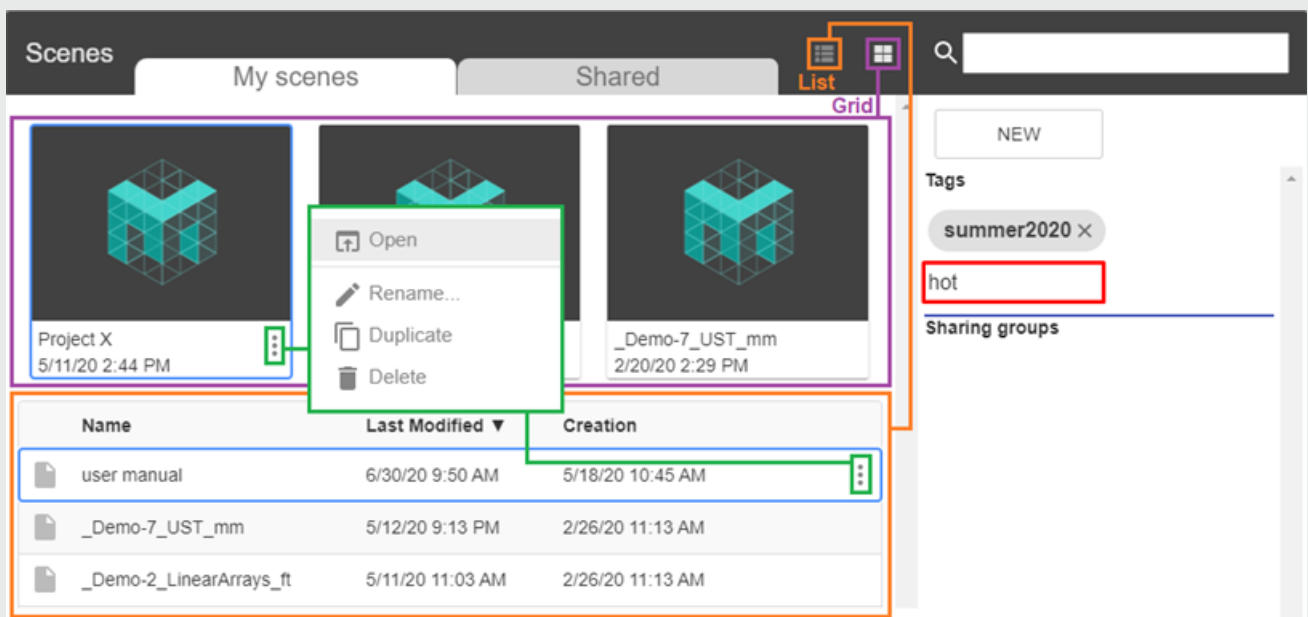 Scenes
My scenes
Shared
List
Grid
NEW
Tags
summer2020 ×
hot
Sharing groups
Open
Rename...
Duplicate
Delete
Project X
5/11/20 2:44 PM
_Demo-7_UST_mm
2/20/20 2:29 PM
Name Last Modified ▼ Creation
user manual 6/30/20 9:50 AM 5/18/20 10:45 AM
_Demo-7_UST_mm 5/12/20 9:13 PM 2/26/20 11:13 AM
_Demo-2_LinearArrays_ft 5/11/20 11:03 AM 2/26/20 11:13 AM